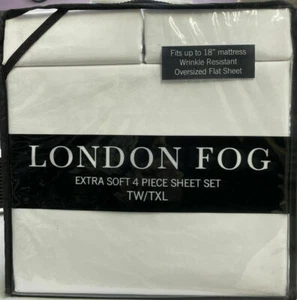 Fits up to 18" mattress
Wrinkle Resistant
Oversized Flat Sheet
LONDON FOG
EXTRA SOFT 4 PIECE SHEET SET
TW/TXL